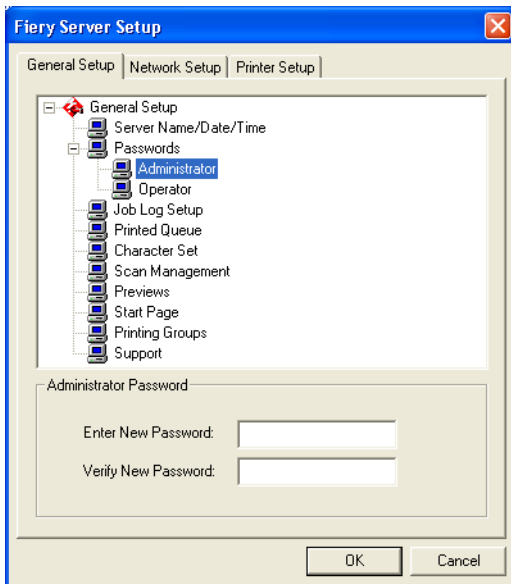 Fiery Server Setup
General Setup Network Setup Printer Setup
General Setup
Server Name/Date/Time
Passwords
Administrator
Operator
Job Log Setup
Printed Queue
Character Set
Scan Management
Previews
Start Page
Printing Groups
Support
Administrator Password
Enter New Password:
Verify New Password:
OK Cancel